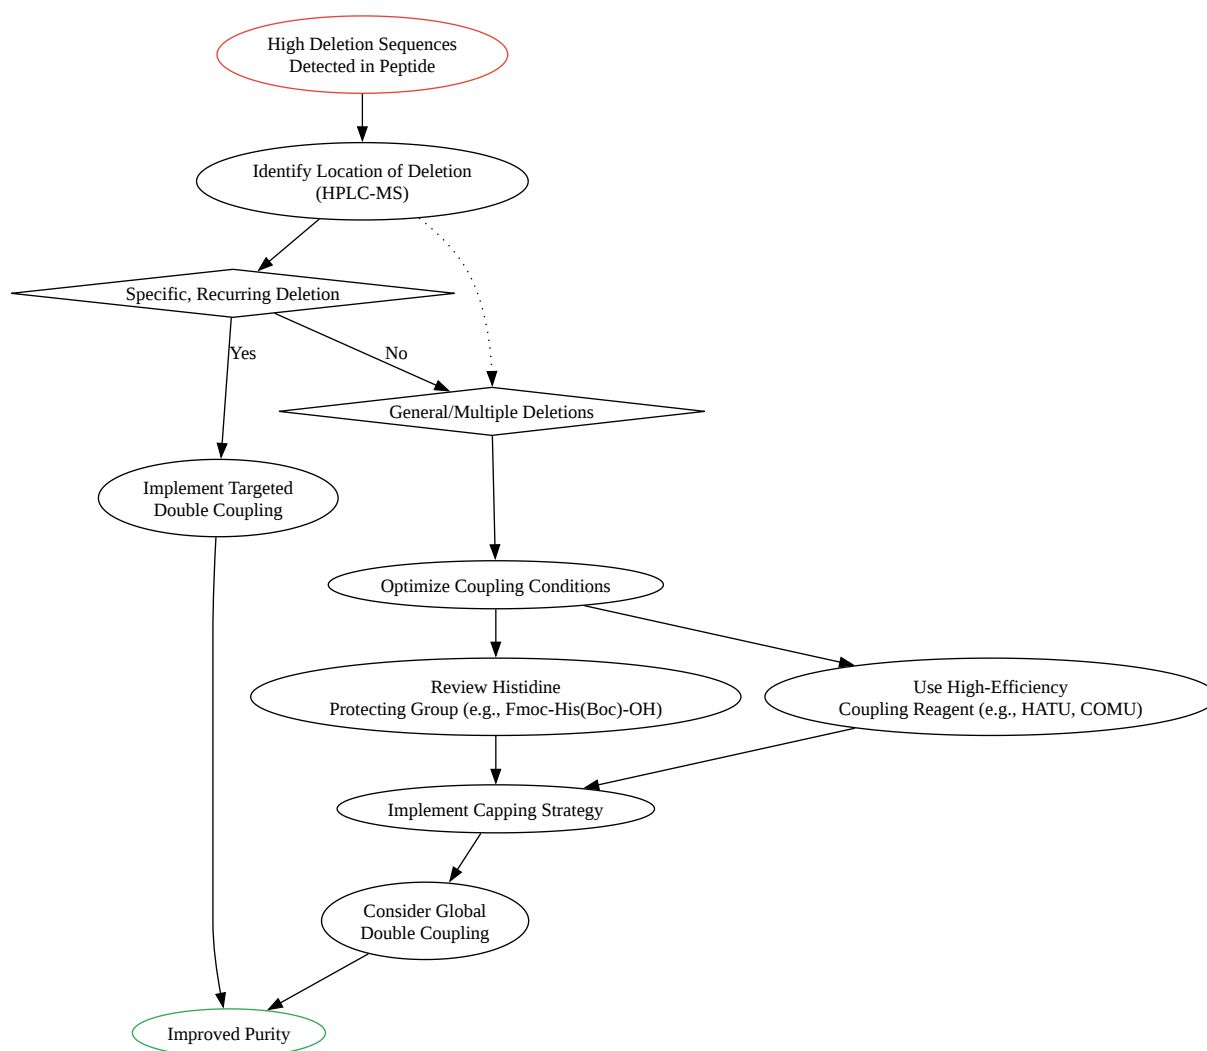 High Deletion Sequences
Detected in Peptide
Identify Location of Deletion
(HPLC-MS)
Specific, Recurring Deletion
Yes
No
General/Multiple Deletions
Implement Targeted
Double Coupling
Optimize Coupling Conditions
Review Histidine
Protecting Group (e.g., Fmoc-His(Boc)-OH)
Use High-Efficiency
Coupling Reagent (e.g., HATU, COMU)
Implement Capping Strategy
Consider Global
Double Coupling
Improved Purity